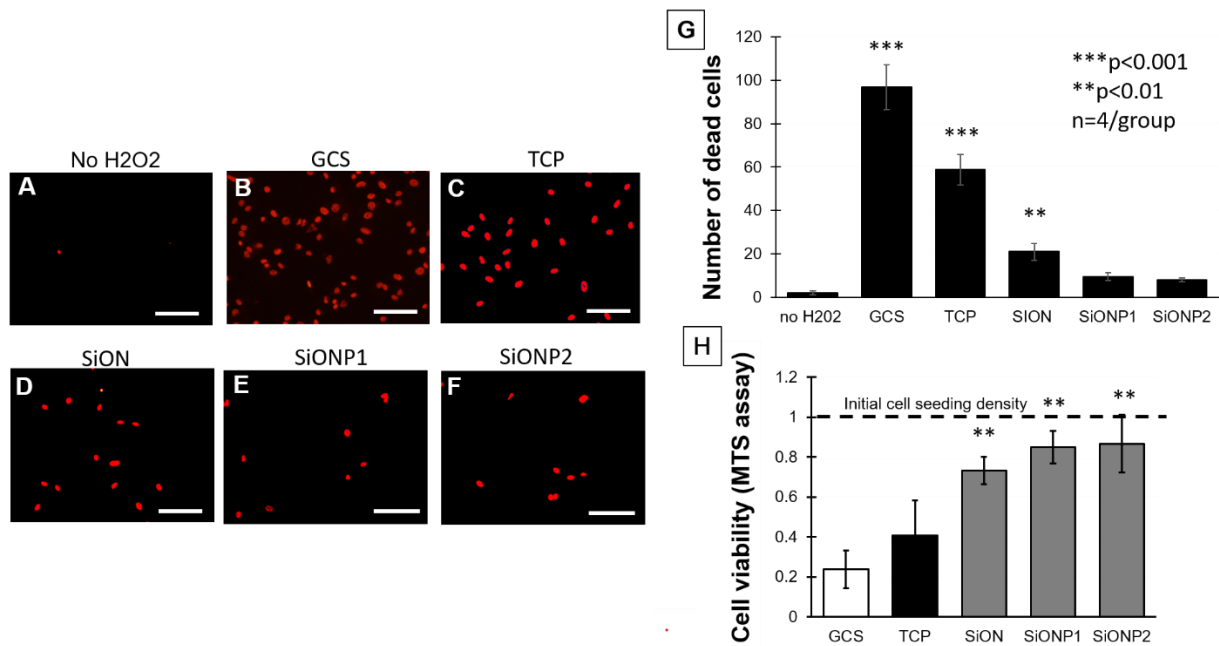 No H2O2
GCS
TCP
A
B
C
SiON
SiONP1
SiONP2
D
E
F
G
Number of dead cells
120
100
80
60
40
20
0
***
***
**
***p<0.001
**p<0.01
n=4/group
no H202
GCS
TCP
SION
SiONP1
SiONP2
H
Cell viability (MTS assay)
1.2
1
0.8
0.6
0.4
0.2
0
Initial cell seeding density
**
**
**
GCS
TCP
SiON
SiONP1
SiONP2